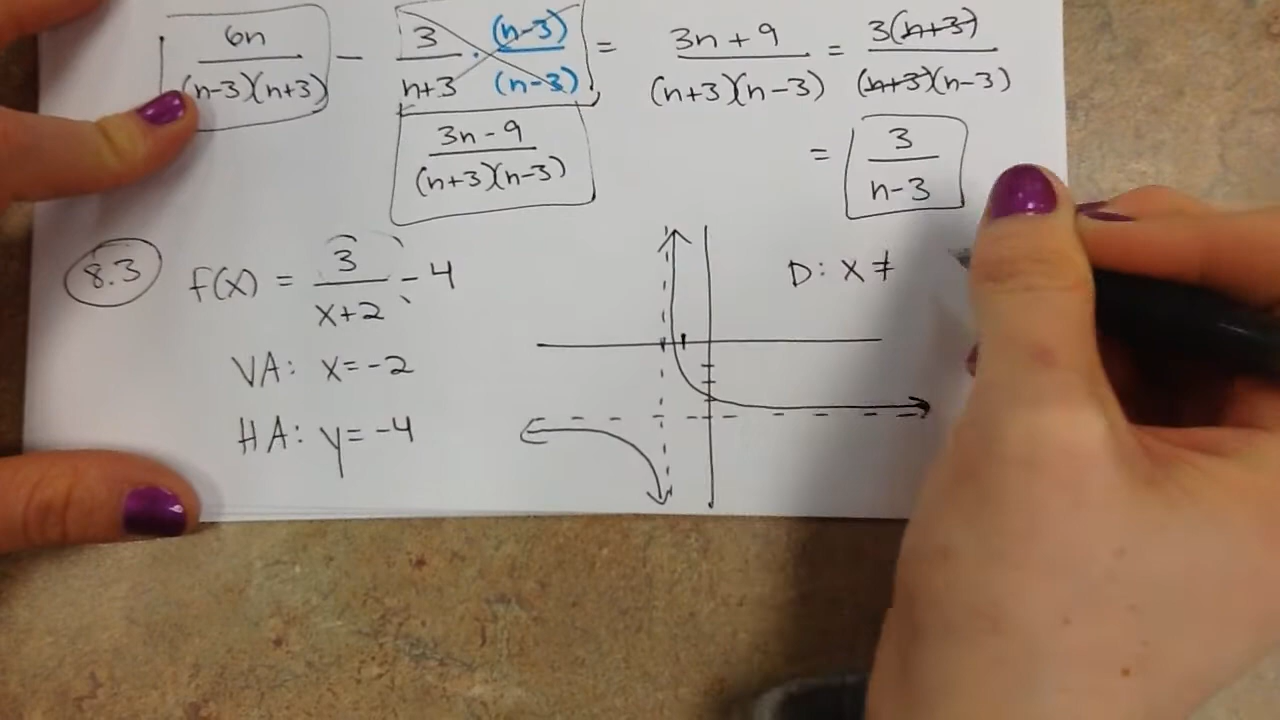 6n/((n-3)(n+3)) - 3/(n+3) · (n-3)/(n-3) = (3n+9)/((n+3)(n-3)) = 3(n+3)/((n+3)(n-3))
(3n-9)/((n+3)(n-3))
= 3/(n-3)
8.3 f(x) = 3/(x+2) - 4
D: x ≠
VA: x=-2
HA: y=-4